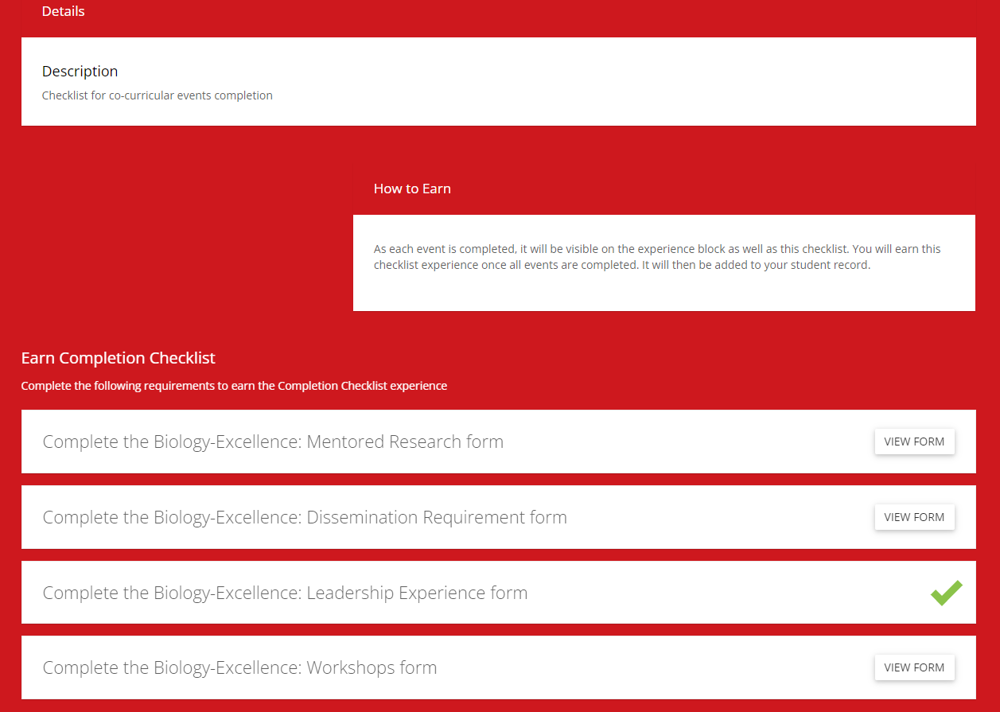 Details
Description
Checklist for co-curricular events completion
How to Earn
As each event is completed, it will be visible on the experience block as well as this checklist. You will earn this
checklist experience once all events are completed. It will then be added to your student record.
Earn Completion Checklist
Complete the following requirements to earn the Completion Checklist experience
Complete the Biology-Excellence: Mentored Research form
VIEW FORM
Complete the Biology-Excellence: Dissemination Requirement form
VIEW FORM
Complete the Biology-Excellence: Leadership Experience form
Complete the Biology-Excellence: Workshops form
VIEW FORM